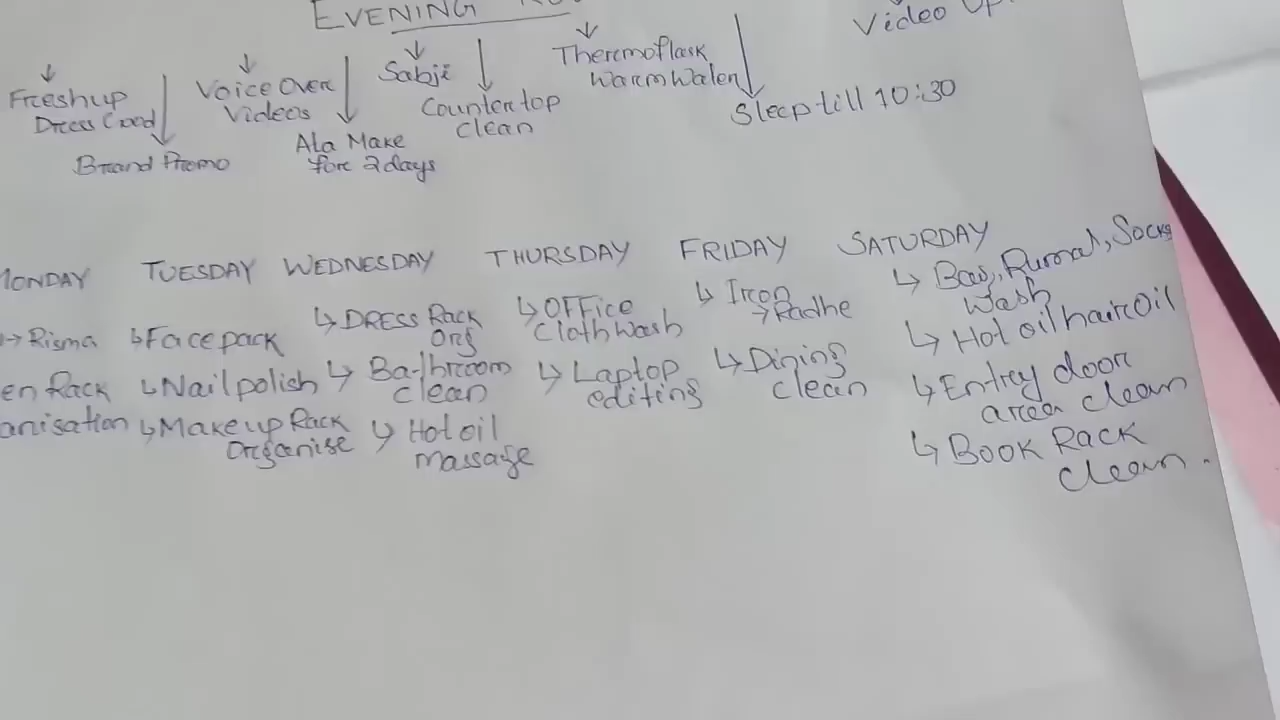 EVENING
Video
Freshup
Dress Good
Brand Promo
Voice Over
Videos
Ata Make
for 2 days
Sabji
Countertop
clean
Thermoflask
Warm Water
Sleep till 10:30
MONDAY TUESDAY WEDNESDAY THURSDAY FRIDAY SATURDAY
→ Risma
en Rack
anisation
↳ Face pack
↳ Nail polish
↳ Makeup Rack
Organise
↳ DRESS Rack
Org
↳ Bathroom
clean
↳ Hot oil
massage
↳ OFFice
Cloth wash
↳ Laptop
editing
↳ Iron
→ Radhe
↳ Dining
clean
↳ Bag, Rumal, Socks
Wash
↳ Hot oil hair Oil
↳ Entry door
area clean
↳ Book Rack
clean.